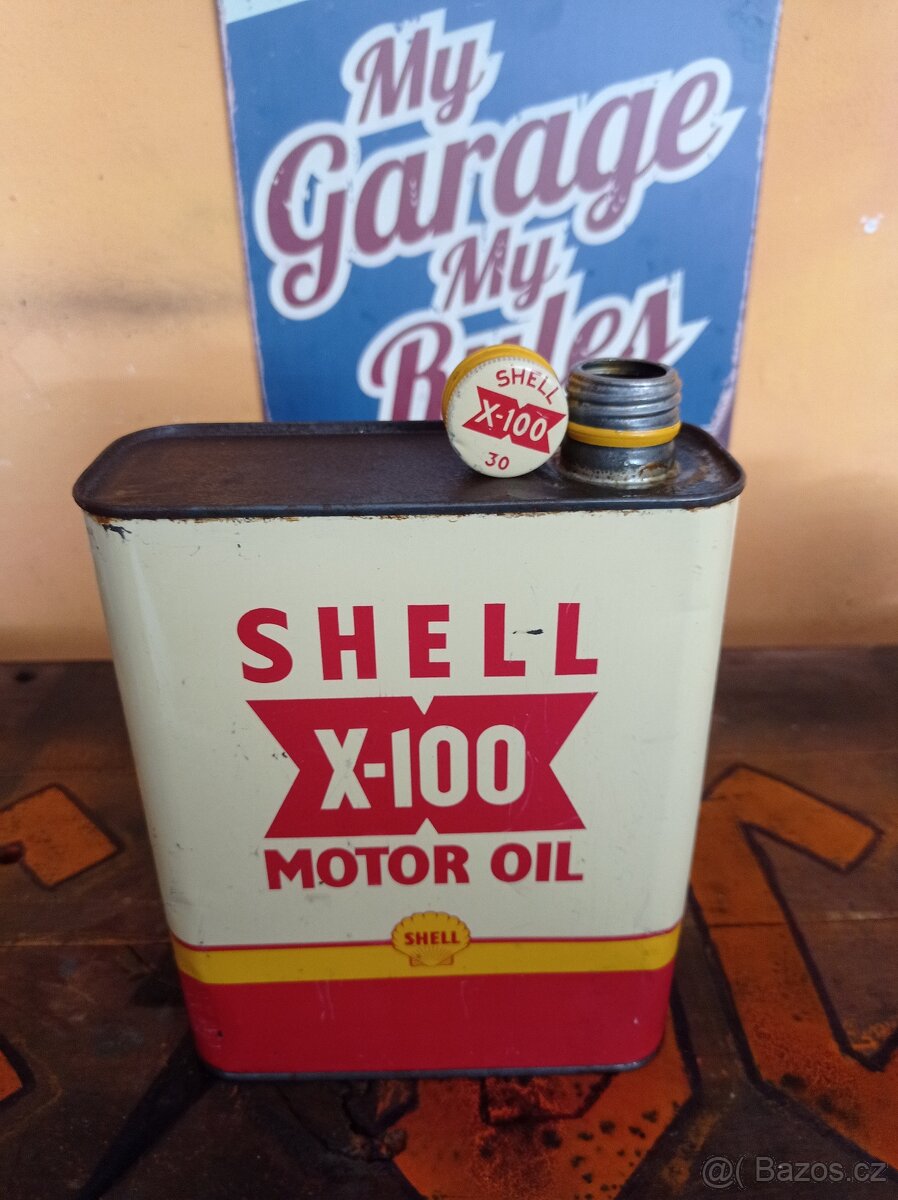 My
Garage
My
Rules
SHELL
X-100
30
SHELL
X-100
MOTOR OIL
SHELL
@( Bazos.cz